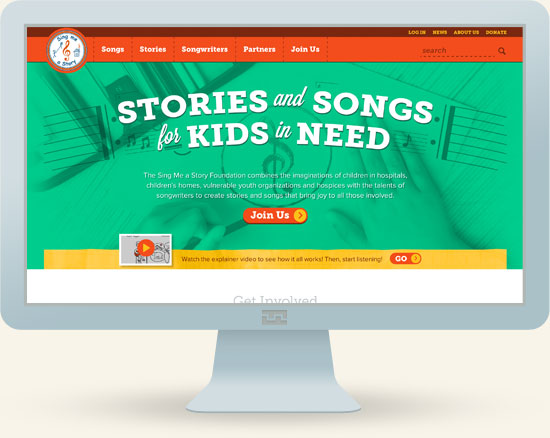 LOG IN NEWS ABOUT US DONATE
Sing me
a Story
Songs Stories Songwriters Partners Join Us
search
STORIES and SONGS
for KIDS in NEED
The Sing Me a Story Foundation combines the imaginations of children in hospitals,
children's homes, vulnerable youth organizations and hospices with the talents of
songwriters to create stories and songs that bring joy to all those involved.
Join Us
Watch the explainer video to see how it all works! Then, start listening!
GO
Get Involved